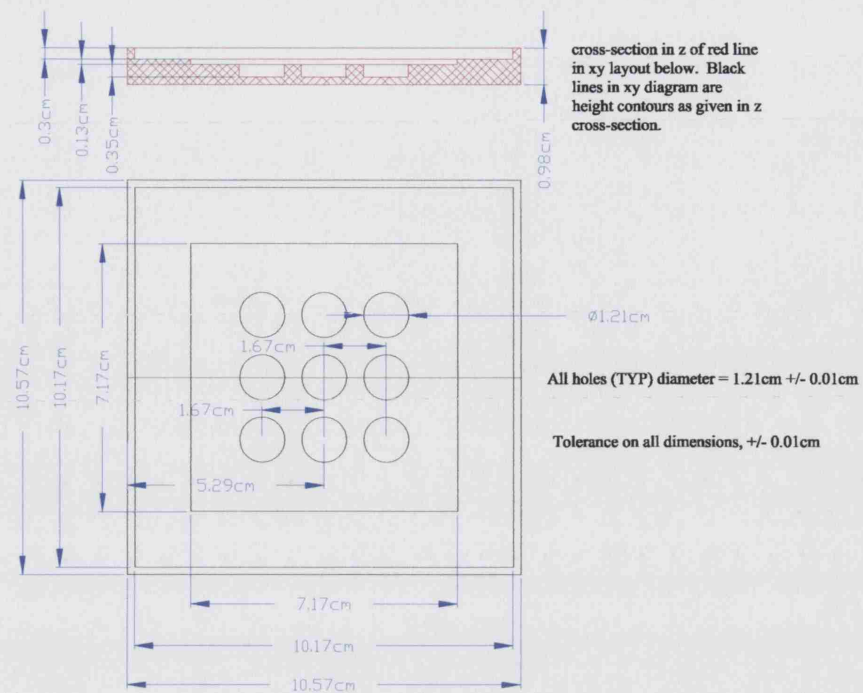 cross-section in z of red line
in xy layout below. Black
lines in xy diagram are
height contours as given in z
cross-section.
0.3cm
0.13cm
0.35cm
0.98cm
ø1.21cm
1.67cm
10.57cm
10.17cm
7.17cm
All holes (TYP) diameter = 1.21cm +/- 0.01cm
1.67cm
Tolerance on all dimensions, +/- 0.01cm
5.29cm
7.17cm
10.17cm
10.57cm